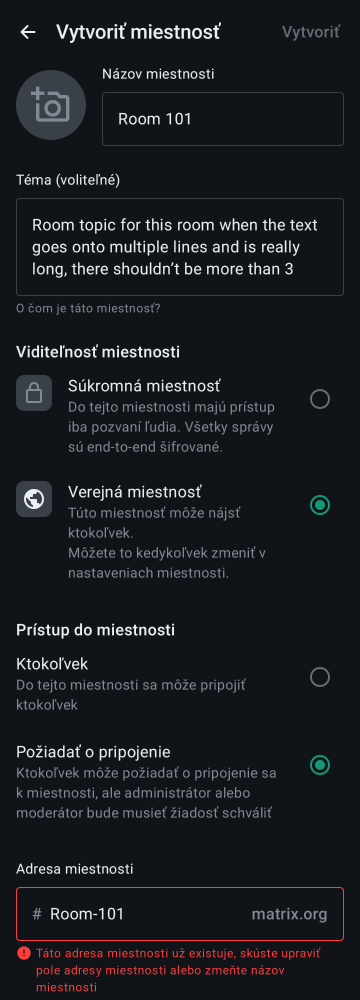 Vytvoriť miestnosť
Vytvoriť
Názov miestnosti
Room 101
Téma (voliteľné)
Room topic for this room when the text
goes onto multiple lines and is really
long, there shouldn’t be more than 3
O čom je táto miestnosť?
Viditeľnosť miestnosti
Súkromná miestnosť
Do tejto miestnosti majú prístup
iba pozvaní ľudia. Všetky správy
sú end-to-end šifrované.
Verejná miestnosť
Túto miestnosť môže nájsť
ktokoľvek.
Môžete to kedykoľvek zmeniť v
nastaveniach miestnosti.
Prístup do miestnosti
Ktokoľvek
Do tejto miestnosti sa môže pripojiť
ktokoľvek
Požiadať o pripojenie
Ktokoľvek môže požiadať o pripojenie sa
k miestnosti, ale administrátor alebo
moderátor bude musieť žiadosť schváliť
Adresa miestnosti
# Room-101 matrix.org
Táto adresa miestnosti už existuje, skúste upraviť
pole adresy miestnosti alebo zmeňte názov
miestnosti